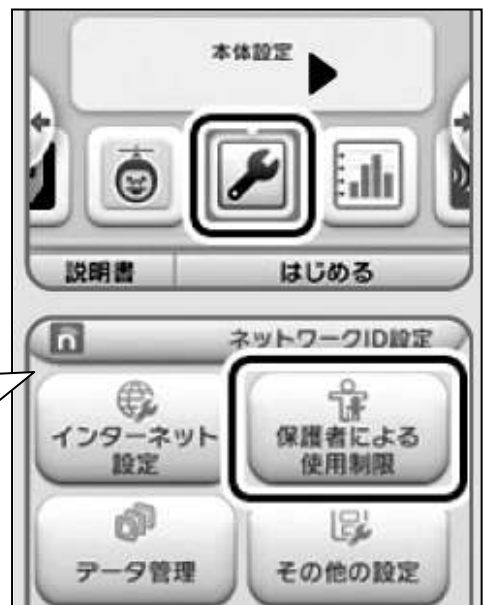 本体設定
説明書
はじめる
ネットワークID設定
インターネット
設定
保護者による
使用制限
データ管理
その他の設定